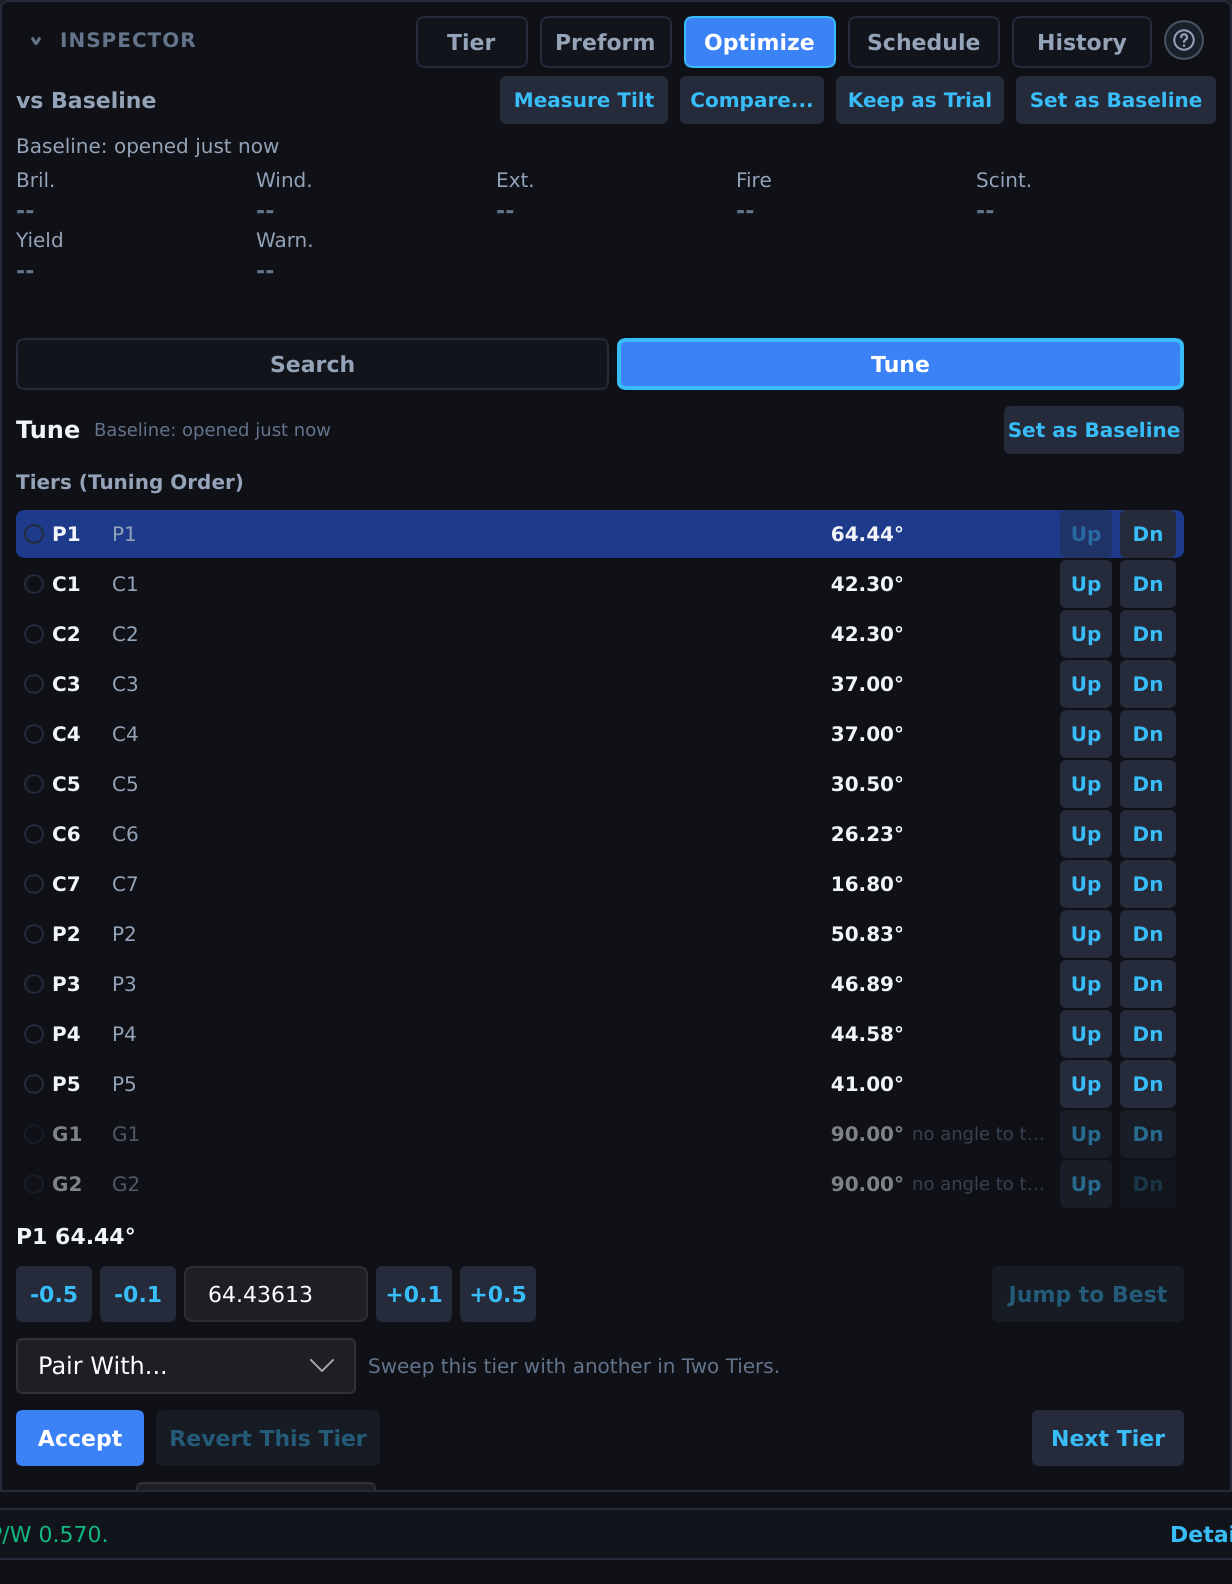 INSPECTOR Tier Preform Optimize Schedule History
vs Baseline Measure Tilt Compare... Keep as Trial Set as Baseline
Baseline: opened just now
Bril. Wind. Ext. Fire Scint.
-- -- -- -- --
Yield Warn.
-- --
Search Tune
Tune Baseline: opened just now Set as Baseline
Tiers (Tuning Order)
P1 P1 64.44° Up Dn
C1 C1 42.30° Up Dn
C2 C2 42.30° Up Dn
C3 C3 37.00° Up Dn
C4 C4 37.00° Up Dn
C5 C5 30.50° Up Dn
C6 C6 26.23° Up Dn
C7 C7 16.80° Up Dn
P2 P2 50.83° Up Dn
P3 P3 46.89° Up Dn
P4 P4 44.58° Up Dn
P5 P5 41.00° Up Dn
G1 G1 90.00° no angle to t... Up Dn
G2 G2 90.00° no angle to t... Up Dn
P1 64.44°
-0.5 -0.1 64.43613 +0.1 +0.5 Jump to Best
Pair With... Sweep this tier with another in Two Tiers.
Accept Revert This Tier Next Tier
/W 0.570. Detai